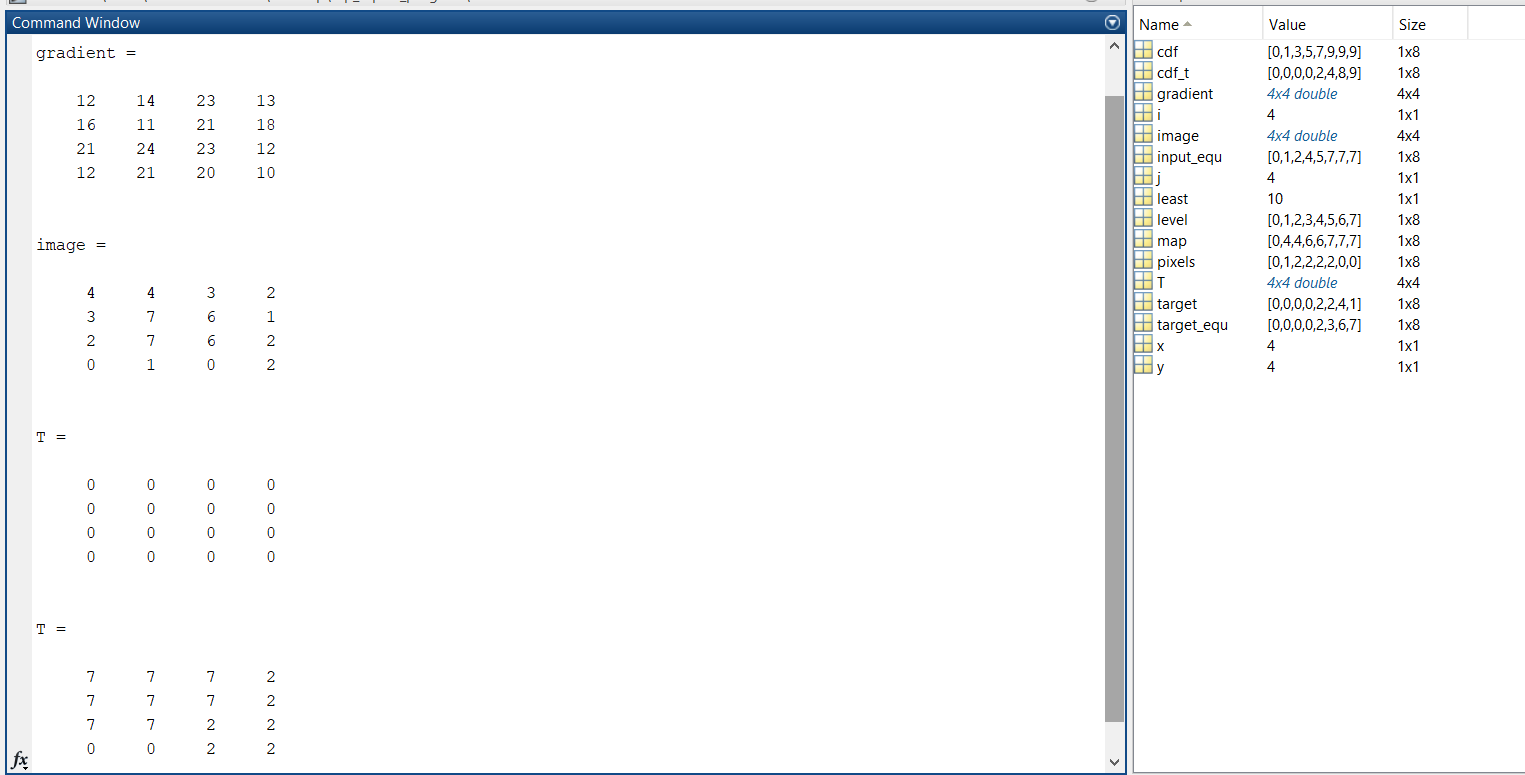 Command Window
gradient =
12 14 23 13
16 11 21 18
21 24 23 12
12 21 20 10
image =
4 4 3 2
3 7 6 1
2 7 6 2
0 1 0 2
T =
0 0 0 0
0 0 0 0
0 0 0 0
0 0 0 0
T =
7 7 7 2
7 7 7 2
7 7 2 2
0 0 2 2
fx
Name Value Size
cdf [0,1,3,5,7,9,9,9] 1x8
cdf_t [0,0,0,0,2,4,8,9] 1x8
gradient 4x4 double 4x4
i 4 1x1
image 4x4 double 4x4
input_equ [0,1,2,4,5,7,7,7] 1x8
j 4 1x1
least 10 1x1
level [0,1,2,3,4,5,6,7] 1x8
map [0,4,4,6,6,7,7,7] 1x8
pixels [0,1,2,2,2,2,0,0] 1x8
T 4x4 double 4x4
target [0,0,0,0,2,2,4,1] 1x8
target_equ [0,0,0,0,2,3,6,7] 1x8
x 4 1x1
y 4 1x1